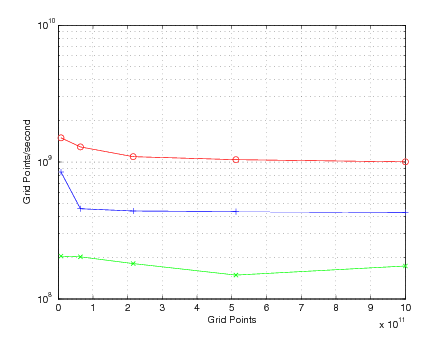 10^10
10^9
10^8
Grid Points/second
0 1 2 3 4 5 6 7 8 9 10
Grid Points
x 10^11